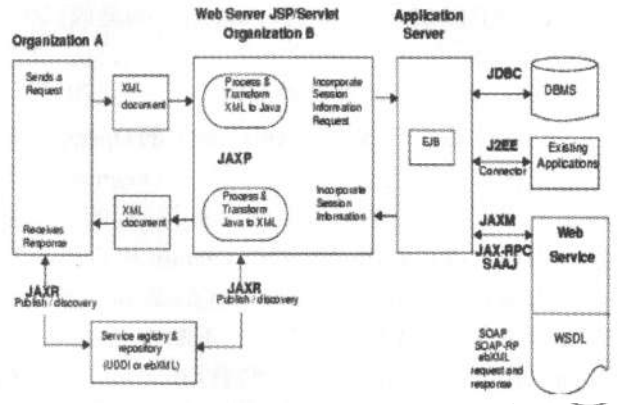 Web Server JSP/Servlet
Organization B
Application
Server
Organization A
Sends a
Request
XML
document
Process &
Transform
XML to Java
Incorporate
Session
Information
Request
JAXP
EJB
JDBC
DBMS
J2EE
Connector
Existing
Applications
Receives
Response
XML
document
Process &
Transform
Java to XML
Incorporate
Session
Information
JAXM
JAX-RPC
SAAJ
Web
Service
JAXR
Publish / discovery
JAXR
Publish / discovery
Service registry &
repository
(UDDI or ebXML)
SOAP
SOAP-RP
ebXML
request and
response
WSDL